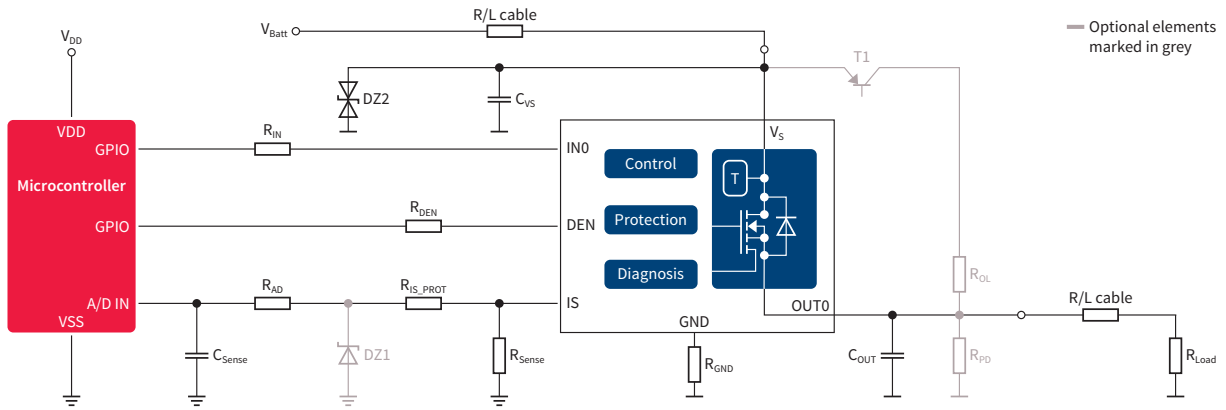 R/L cable
V_Batt
Optional elements
marked in grey
V_DD
T1
DZ2
C_VS
VDD
GPIO
R_IN
IN0
V_S
Control
T
Microcontroller
GPIO
R_DEN
DEN
Protection
Diagnosis
R_OL
A/D IN
R_AD
R_IS_PROT
IS
R/L cable
OUT0
VSS
GND
C_Sense
DZ1
R_Sense
R_GND
C_OUT
R_PD
R_Load